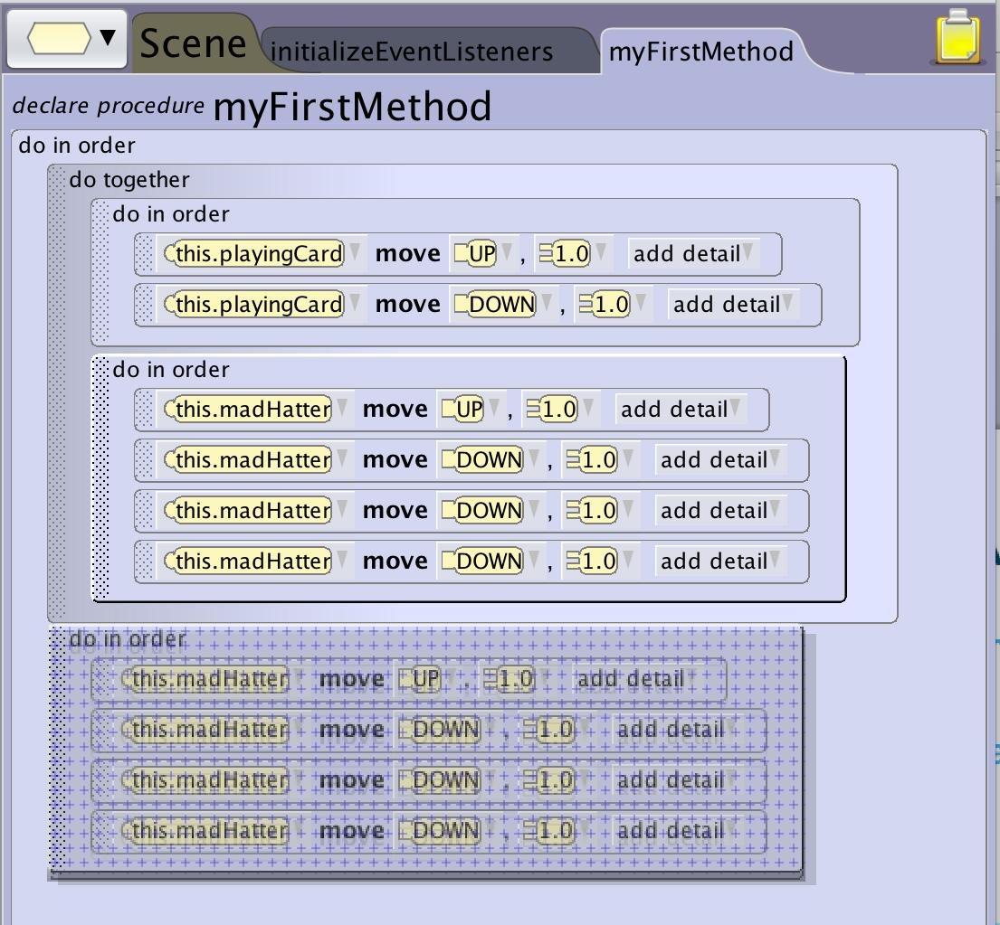 Scene initializeEventListeners myFirstMethod
declare procedure myFirstMethod
do in order
do together
do in order
this.playingCard move UP , 1.0 add detail
this.playingCard move DOWN , 1.0 add detail
do in order
this.madHatter move UP , 1.0 add detail
this.madHatter move DOWN , 1.0 add detail
this.madHatter move DOWN , 1.0 add detail
this.madHatter move DOWN , 1.0 add detail
do in order
this.madHatter move UP , 1.0 add detail
this.madHatter move DOWN , 1.0 add detail
this.madHatter move DOWN , 1.0 add detail
this.madHatter move DOWN , 1.0 add detail